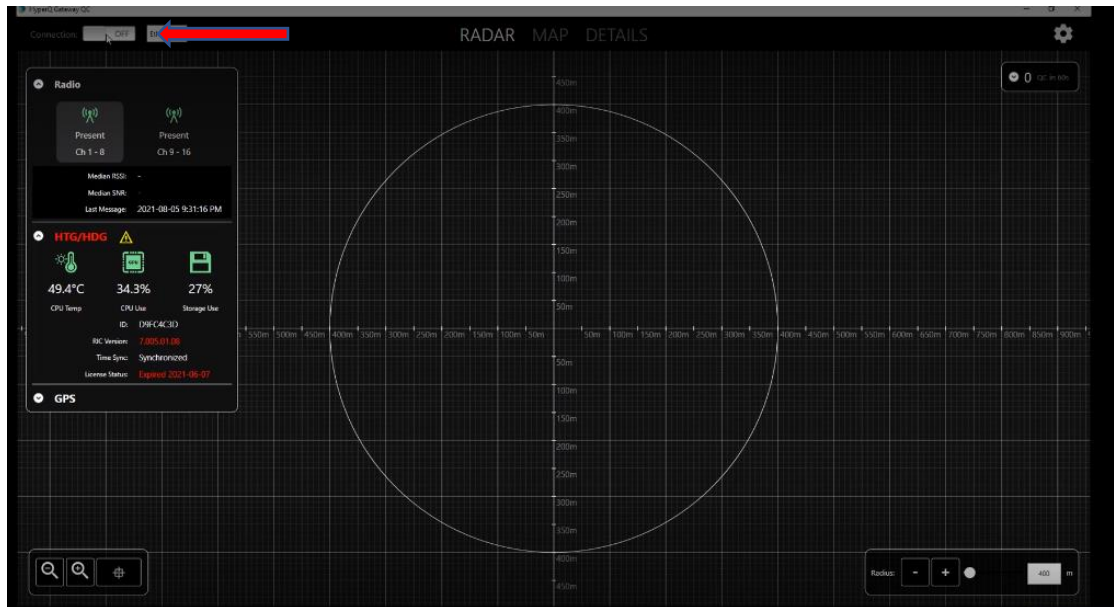 HyperQ Gateway QC
Connection: OFF
RADAR MAP DETAILS
Radio
Present Present
Ch 1 - 8 Ch 9 - 16
Median RSSI: -
Median SNR: -
Last Message: 2021-08-05 9:31:16 PM
HTG/HDG
49.4°C 34.3% 27%
CPU Temp CPU Use Storage Use
ID: D9FC4C3D
RIC Version: 7.005.01.06
Time Sync: Synchronized
License Status: Expired 2021-06-07
GPS
0 QC in 60s
450m
400m
350m
300m
250m
200m
150m
100m
50m
550m 500m 450m 400m 350m 300m 250m 200m 150m 100m 50m 50m 100m 150m 200m 250m 300m 350m 400m 450m 500m 550m 600m 650m 700m 750m 800m 850m 900m
50m
100m
150m
200m
250m
300m
350m
400m
450m
Radius: - + 400 m